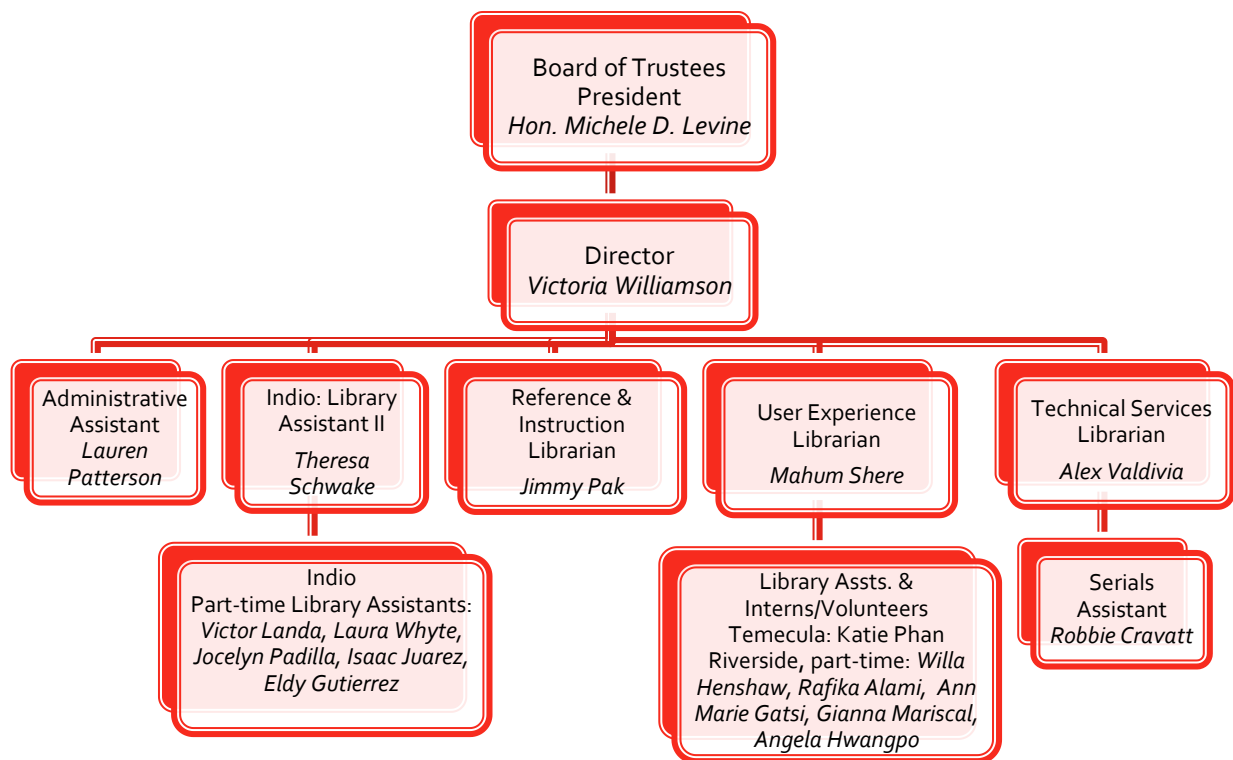 Board of Trustees
President
Hon. Michele D. Levine
Director
Victoria Williamson
Administrative
Assistant
Lauren
Patterson
Indio: Library
Assistant II
Theresa
Schwake
Reference &
Instruction
Librarian
Jimmy Pak
User Experience
Librarian
Mahum Shere
Technical Services
Librarian
Alex Valdivia
Indio
Part-time Library Assistants:
Victor Landa, Laura Whyte,
Jocelyn Padilla, Isaac Juarez,
Eldy Gutierrez
Library Assts. &
Interns/Volunteers
Temecula: Katie Phan
Riverside, part-time: Willa
Henshaw, Rafika Alami, Ann
Marie Gatsi, Gianna Mariscal,
Angela Hwangpo
Serials
Assistant
Robbie Cravatt